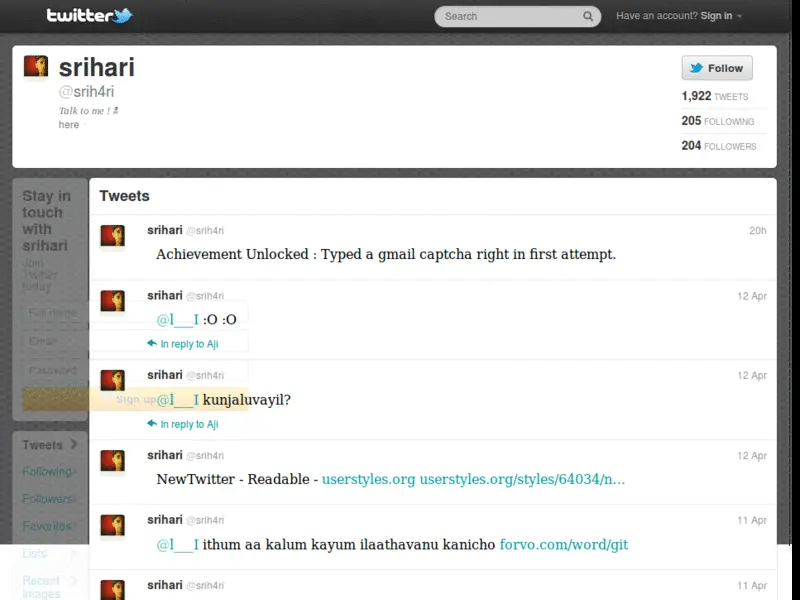 twitter
Search
Have an account? Sign in
srihari
@srih4ri
Talk to me !
here
Follow
1,922 TWEETS
205 FOLLOWING
204 FOLLOWERS
Stay in
touch
with
srihari
Join
Twitter
today
Full name
Email
Password
Sign up
Tweets
Following
Followers
Favorites
Lists
Recent
images
Tweets
srihari @srih4ri 20h
Achievement Unlocked : Typed a gmail captcha right in first attempt.
srihari @srih4ri 12 Apr
@l___I :O :O
In reply to Aji
srihari @srih4ri 12 Apr
@l___I kunjaluvayil?
In reply to Aji
srihari @srih4ri 12 Apr
NewTwitter - Readable - userstyles.org userstyles.org/styles/64034/n...
srihari @srih4ri 11 Apr
@l___I ithum aa kalum kayum ilaathavanu kanicho forvo.com/word/git
srihari @srih4ri 11 Apr